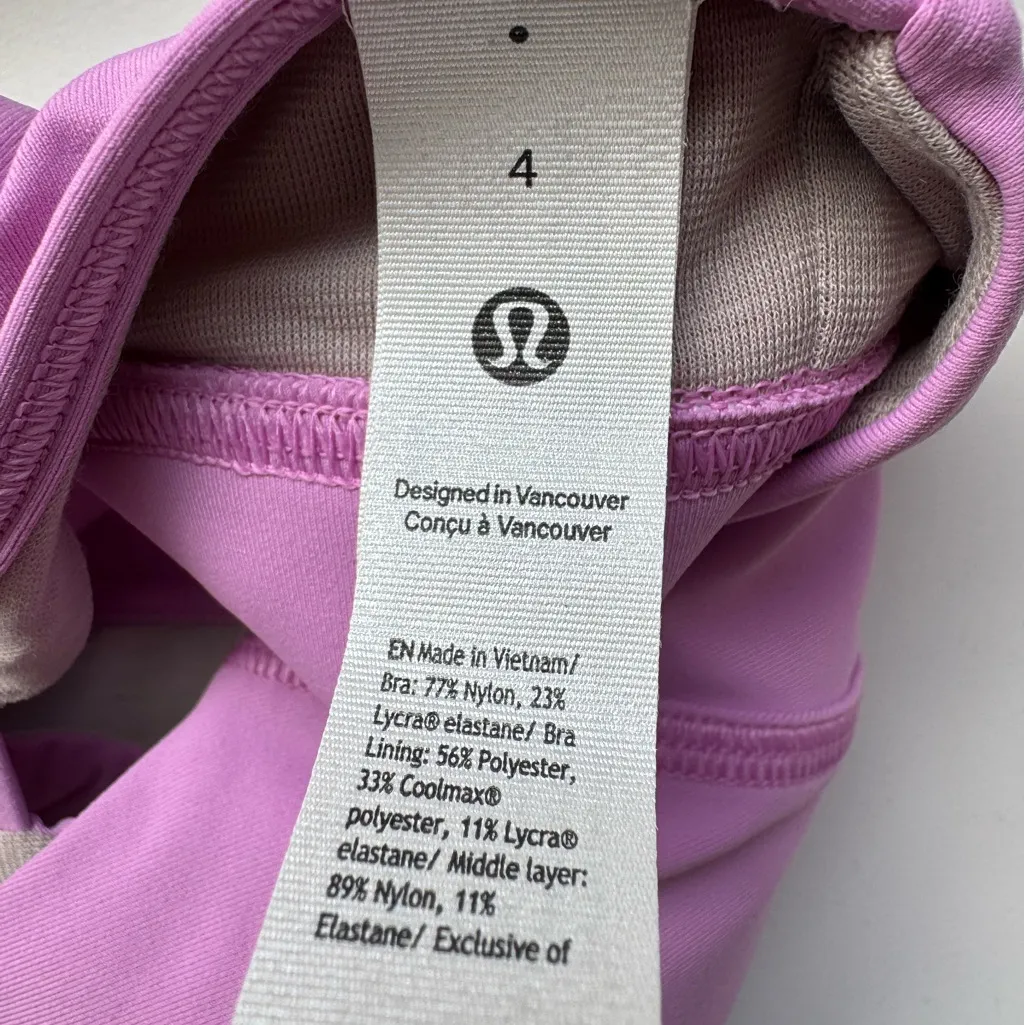 4
Designed in Vancouver
Conçu à Vancouver
EN Made in Vietnam/
Bra: 77% Nylon, 23%
Lycra® elastane/ Bra
Lining: 56% Polyester,
33% Coolmax®
polyester, 11% Lycra®
elastane/ Middle layer:
89% Nylon, 11%
Elastane/ Exclusive of